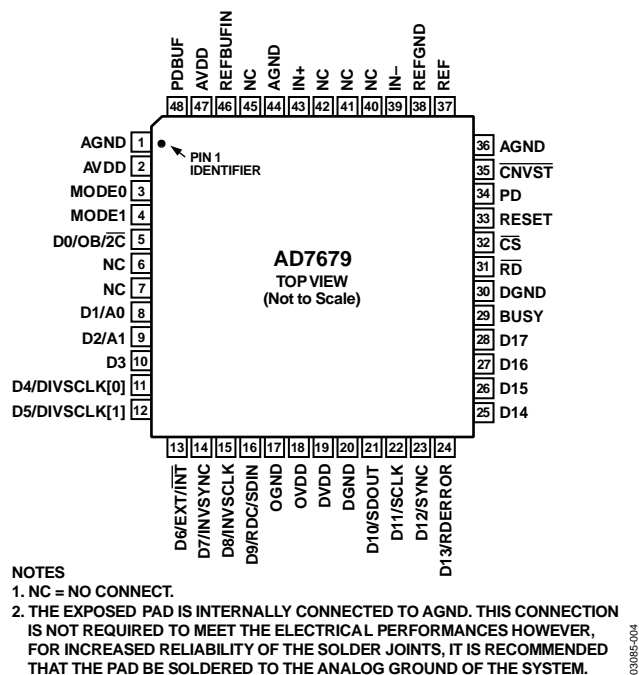 PDBUF
AVDD
REFBUFIN
NC
AGND
IN+
NC
NC
NC
IN–
REFGND
REF
48 47 46 45 44 43 42 41 40 39 38 37
AGND 1
AVDD 2
MODE0 3
MODE1 4
D0/OB/2C 5
NC 6
NC 7
D1/A0 8
D2/A1 9
D3 10
D4/DIVSCLK[0] 11
D5/DIVSCLK[1] 12
PIN 1
IDENTIFIER
AD7679
TOP VIEW
(Not to Scale)
36 AGND
35 CNVST
34 PD
33 RESET
32 CS
31 RD
30 DGND
29 BUSY
28 D17
27 D16
26 D15
25 D14
13 14 15 16 17 18 19 20 21 22 23 24
D6/EXT/INT
D7/INVSYNC
D8/INVSCLK
D9/RDC/SDIN
OGND
OVDD
DVDD
DGND
D10/SDOUT
D11/SCLK
D12/SYNC
D13/RDERROR
NOTES
1. NC = NO CONNECT.
2. THE EXPOSED PAD IS INTERNALLY CONNECTED TO AGND. THIS CONNECTION
IS NOT REQUIRED TO MEET THE ELECTRICAL PERFORMANCES HOWEVER,
FOR INCREASED RELIABILITY OF THE SOLDER JOINTS, IT IS RECOMMENDED
THAT THE PAD BE SOLDERED TO THE ANALOG GROUND OF THE SYSTEM.
03085-004